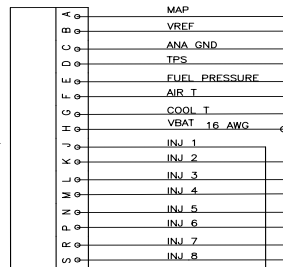 A MAP
B VREF
C ANA GND
D TPS
E FUEL PRESSURE
F AIR T
G COOL T
H VBAT 16 AWG
J INJ 1
K INJ 2
L INJ 3
M INJ 4
N INJ 5
P INJ 6
R INJ 7
S INJ 8